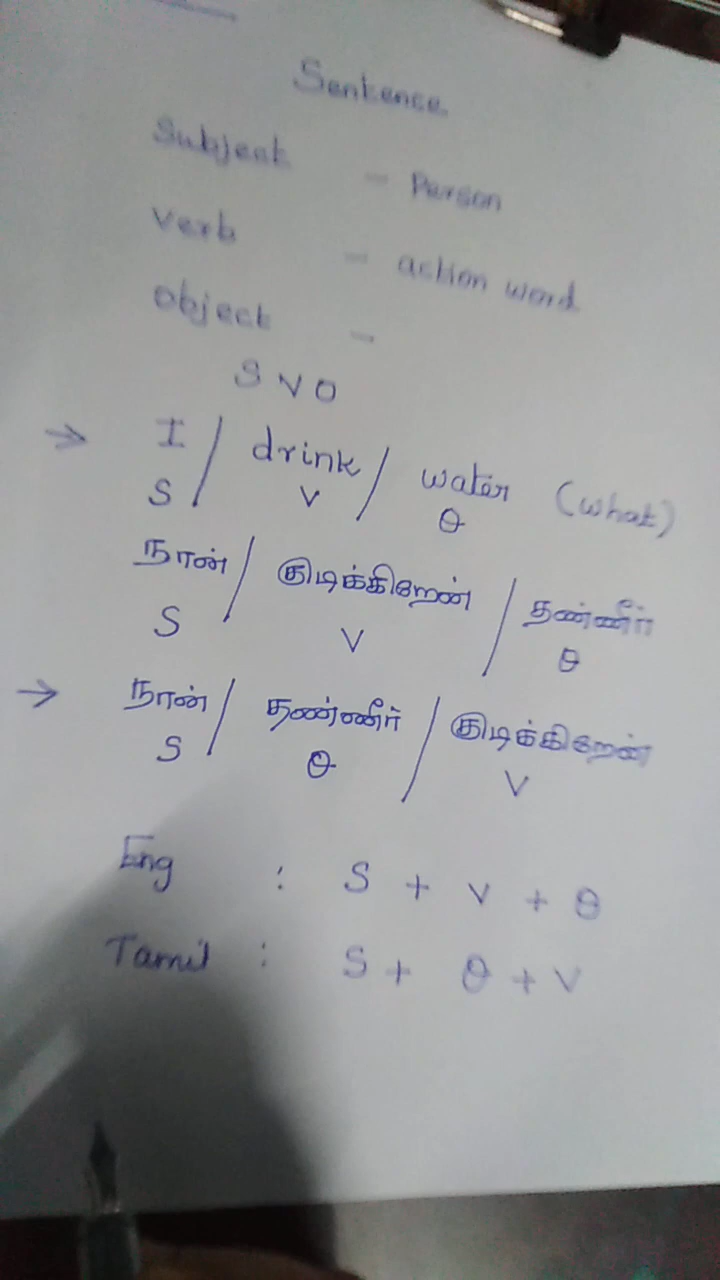 Sentence
Subject - Person
Verb - action word
Object -
S V O
→ I / drink / water (what)
S V O
நான் / குடிக்கிறேன் / தண்ணீர்
S V O
→ நான் / தண்ணீர் / குடிக்கிறேன்
S O V
Eng : S + V + O
Tamil : S + O + V